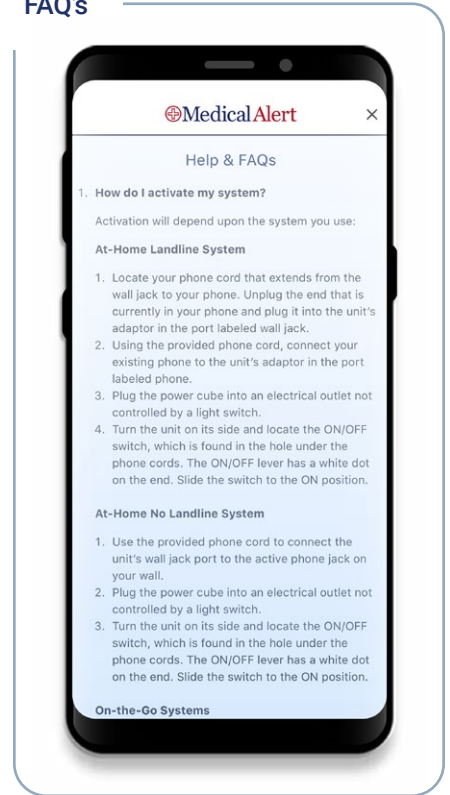 FAQ's
MedicalAlert
×
Help & FAQs
1. How do I activate my system?
Activation will depend upon the system you use:
At-Home Landline System
1. Locate your phone cord that extends from the
wall jack to your phone. Unplug the end that is
currently in your phone and plug it into the unit's
adaptor in the port labeled wall jack.
2. Using the provided phone cord, connect your
existing phone to the unit's adaptor in the port
labeled phone.
3. Plug the power cube into an electrical outlet not
controlled by a light switch.
4. Turn the unit on its side and locate the ON/OFF
switch, which is found in the hole under the
phone cords. The ON/OFF lever has a white dot
on the end. Slide the switch to the ON position.
At-Home No Landline System
1. Use the provided phone cord to connect the
unit's wall jack port to the active phone jack on
your wall.
2. Plug the power cube into an electrical outlet not
controlled by a light switch.
3. Turn the unit on its side and locate the ON/OFF
switch, which is found in the hole under the
phone cords. The ON/OFF lever has a white dot
on the end. Slide the switch to the ON position.
On-the-Go Systems